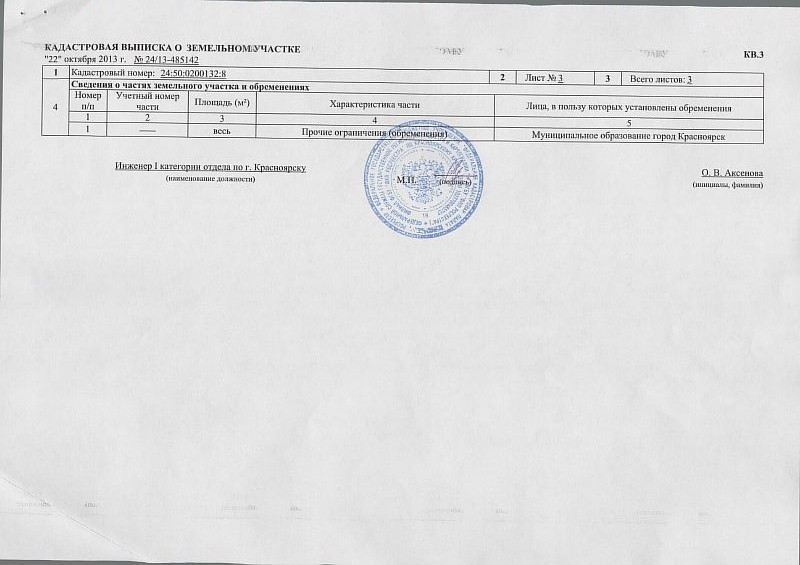 КАДАСТРОВАЯ ВЫПИСКА О ЗЕМЕЛЬНОМ УЧАСТКЕ
КВ.3
"22" октября 2013 г. № 24/13-485142
1 Кадастровый номер: 24:50:0200132:8 2 Лист № 3 3 Всего листов: 3
4 Сведения о частях земельного участка и обременениях
Номер п/п Учетный номер части Площадь (м²) Характеристика части Лица, в пользу которых установлены обременения
1 2 3 4 5
1 —— весь Прочие ограничения (обременения) Муниципальное образование город Красноярск
Инженер I категории отдела по г. Красноярску М.П. О. В. Аксенова
(наименование должности) (подпись) (инициалы, фамилия)